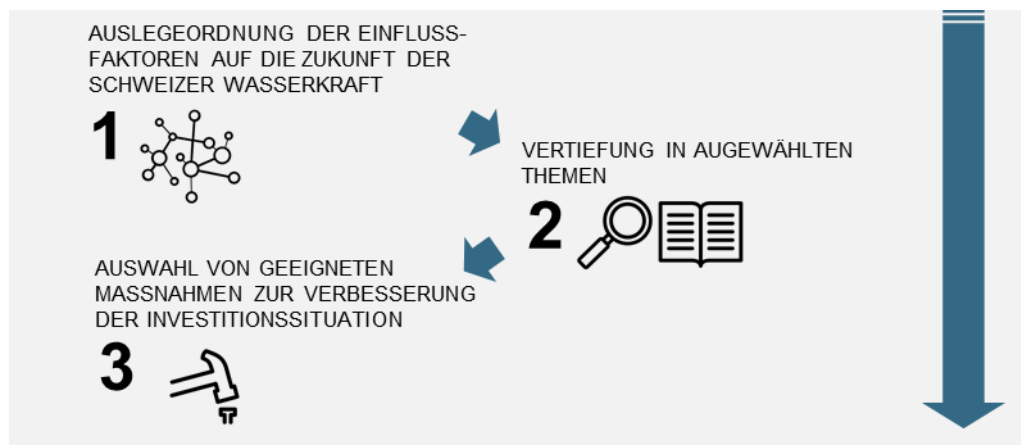 AUSLEGEORDNUNG DER EINFLUSS-
FAKTOREN AUF DIE ZUKUNFT DER
SCHWEIZER WASSERKRAFT
1
VERTIEFUNG IN AUGEWÄHLTEN
THEMEN
2
AUSWAHL VON GEEIGNETEN
MASSNAHMEN ZUR VERBESSERUNG
DER INVESTITIONSSITUATION
3